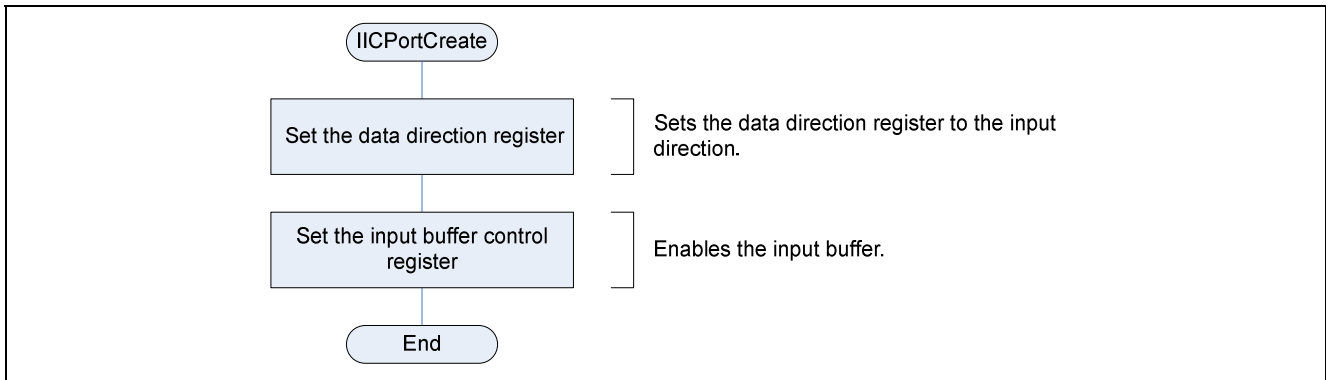 IICPortCreate
Set the data direction register
Sets the data direction register to the input
direction.
Set the input buffer control
register
Enables the input buffer.
End